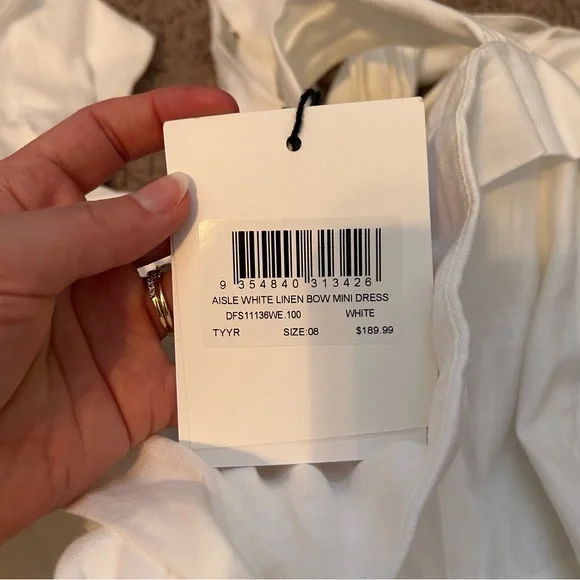 9 354840 313426
AISLE WHITE LINEN BOW MINI DRESS
DFS11136WE.100 WHITE
TYYR SIZE:08 $189.99